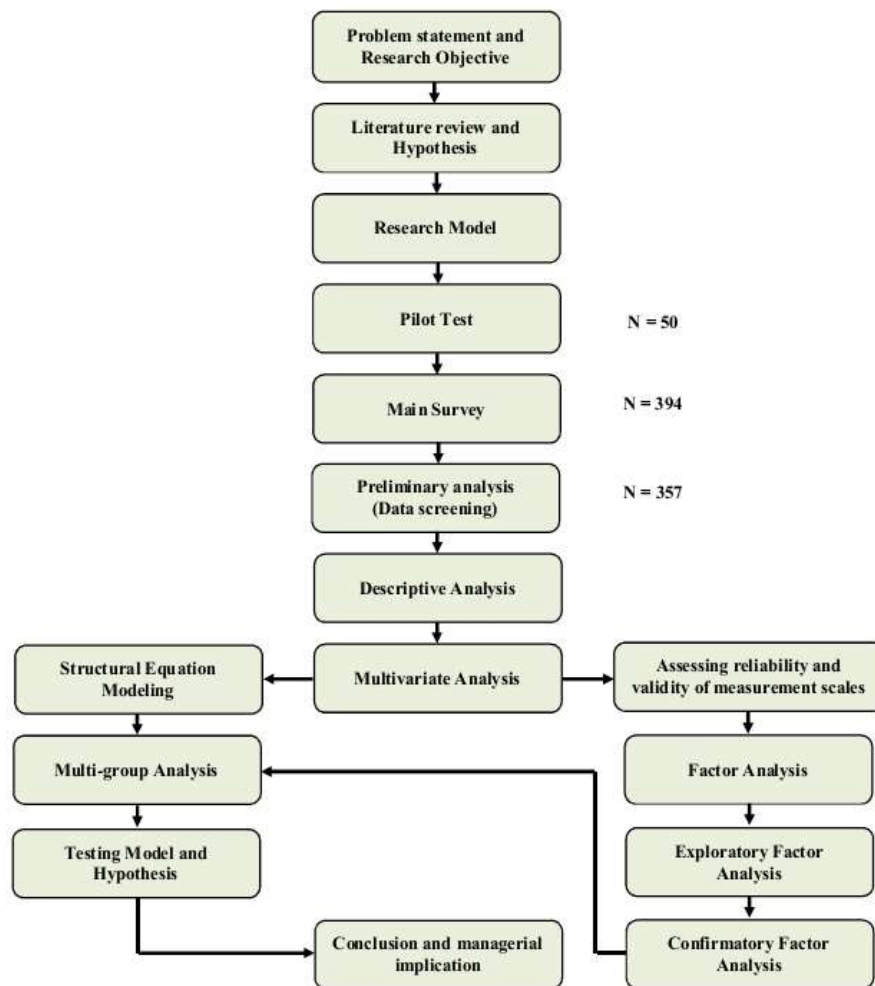 Problem statement and
Research Objective
Literature review and
Hypothesis
Research Model
Pilot Test
N = 50
Main Survey
N = 394
Preliminary analysis
(Data screening)
N = 357
Descriptive Analysis
Structural Equation
Modeling
Multivariate Analysis
Assessing reliability and
validity of measurement scales
Multi-group Analysis
Factor Analysis
Testing Model and
Hypothesis
Exploratory Factor
Analysis
Conclusion and managerial
implication
Confirmatory Factor
Analysis